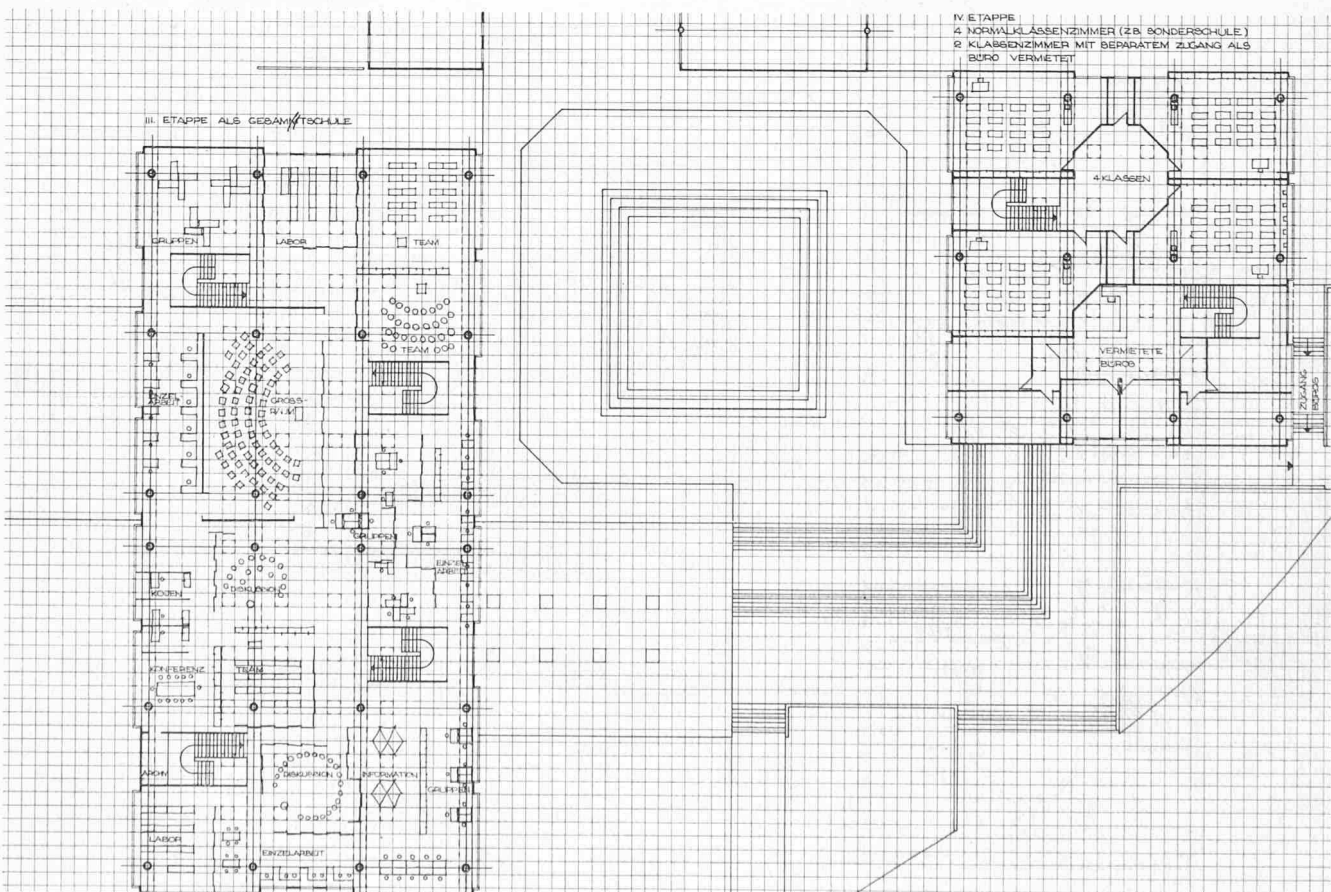 IV. ETAPPE
4 NORMALKLASSENZIMMER (Z.B. SONDERSCHULE)
2 KLASSENZIMMER MIT SEPARATEM ZUGANG ALS
BÜRO VERMIETET
III. ETAPPE ALS GESAMTSCHULE
4 KLASSEN
GRUPPEN
LABOR
TEAM
TEAM
VERMIETETE
BÜROS
ZUGANG
BÜROS
EINZEL
ARBEIT
GROSS-
RAUM
GRUPPEN
EINZEL
ARBEIT
KOJEN
DISKUSSION
KONFERENZ
TEAM
ARCHIV
DISKUSSION
INFORMATION
GRUPPEN
LABOR
EINZELARBEIT